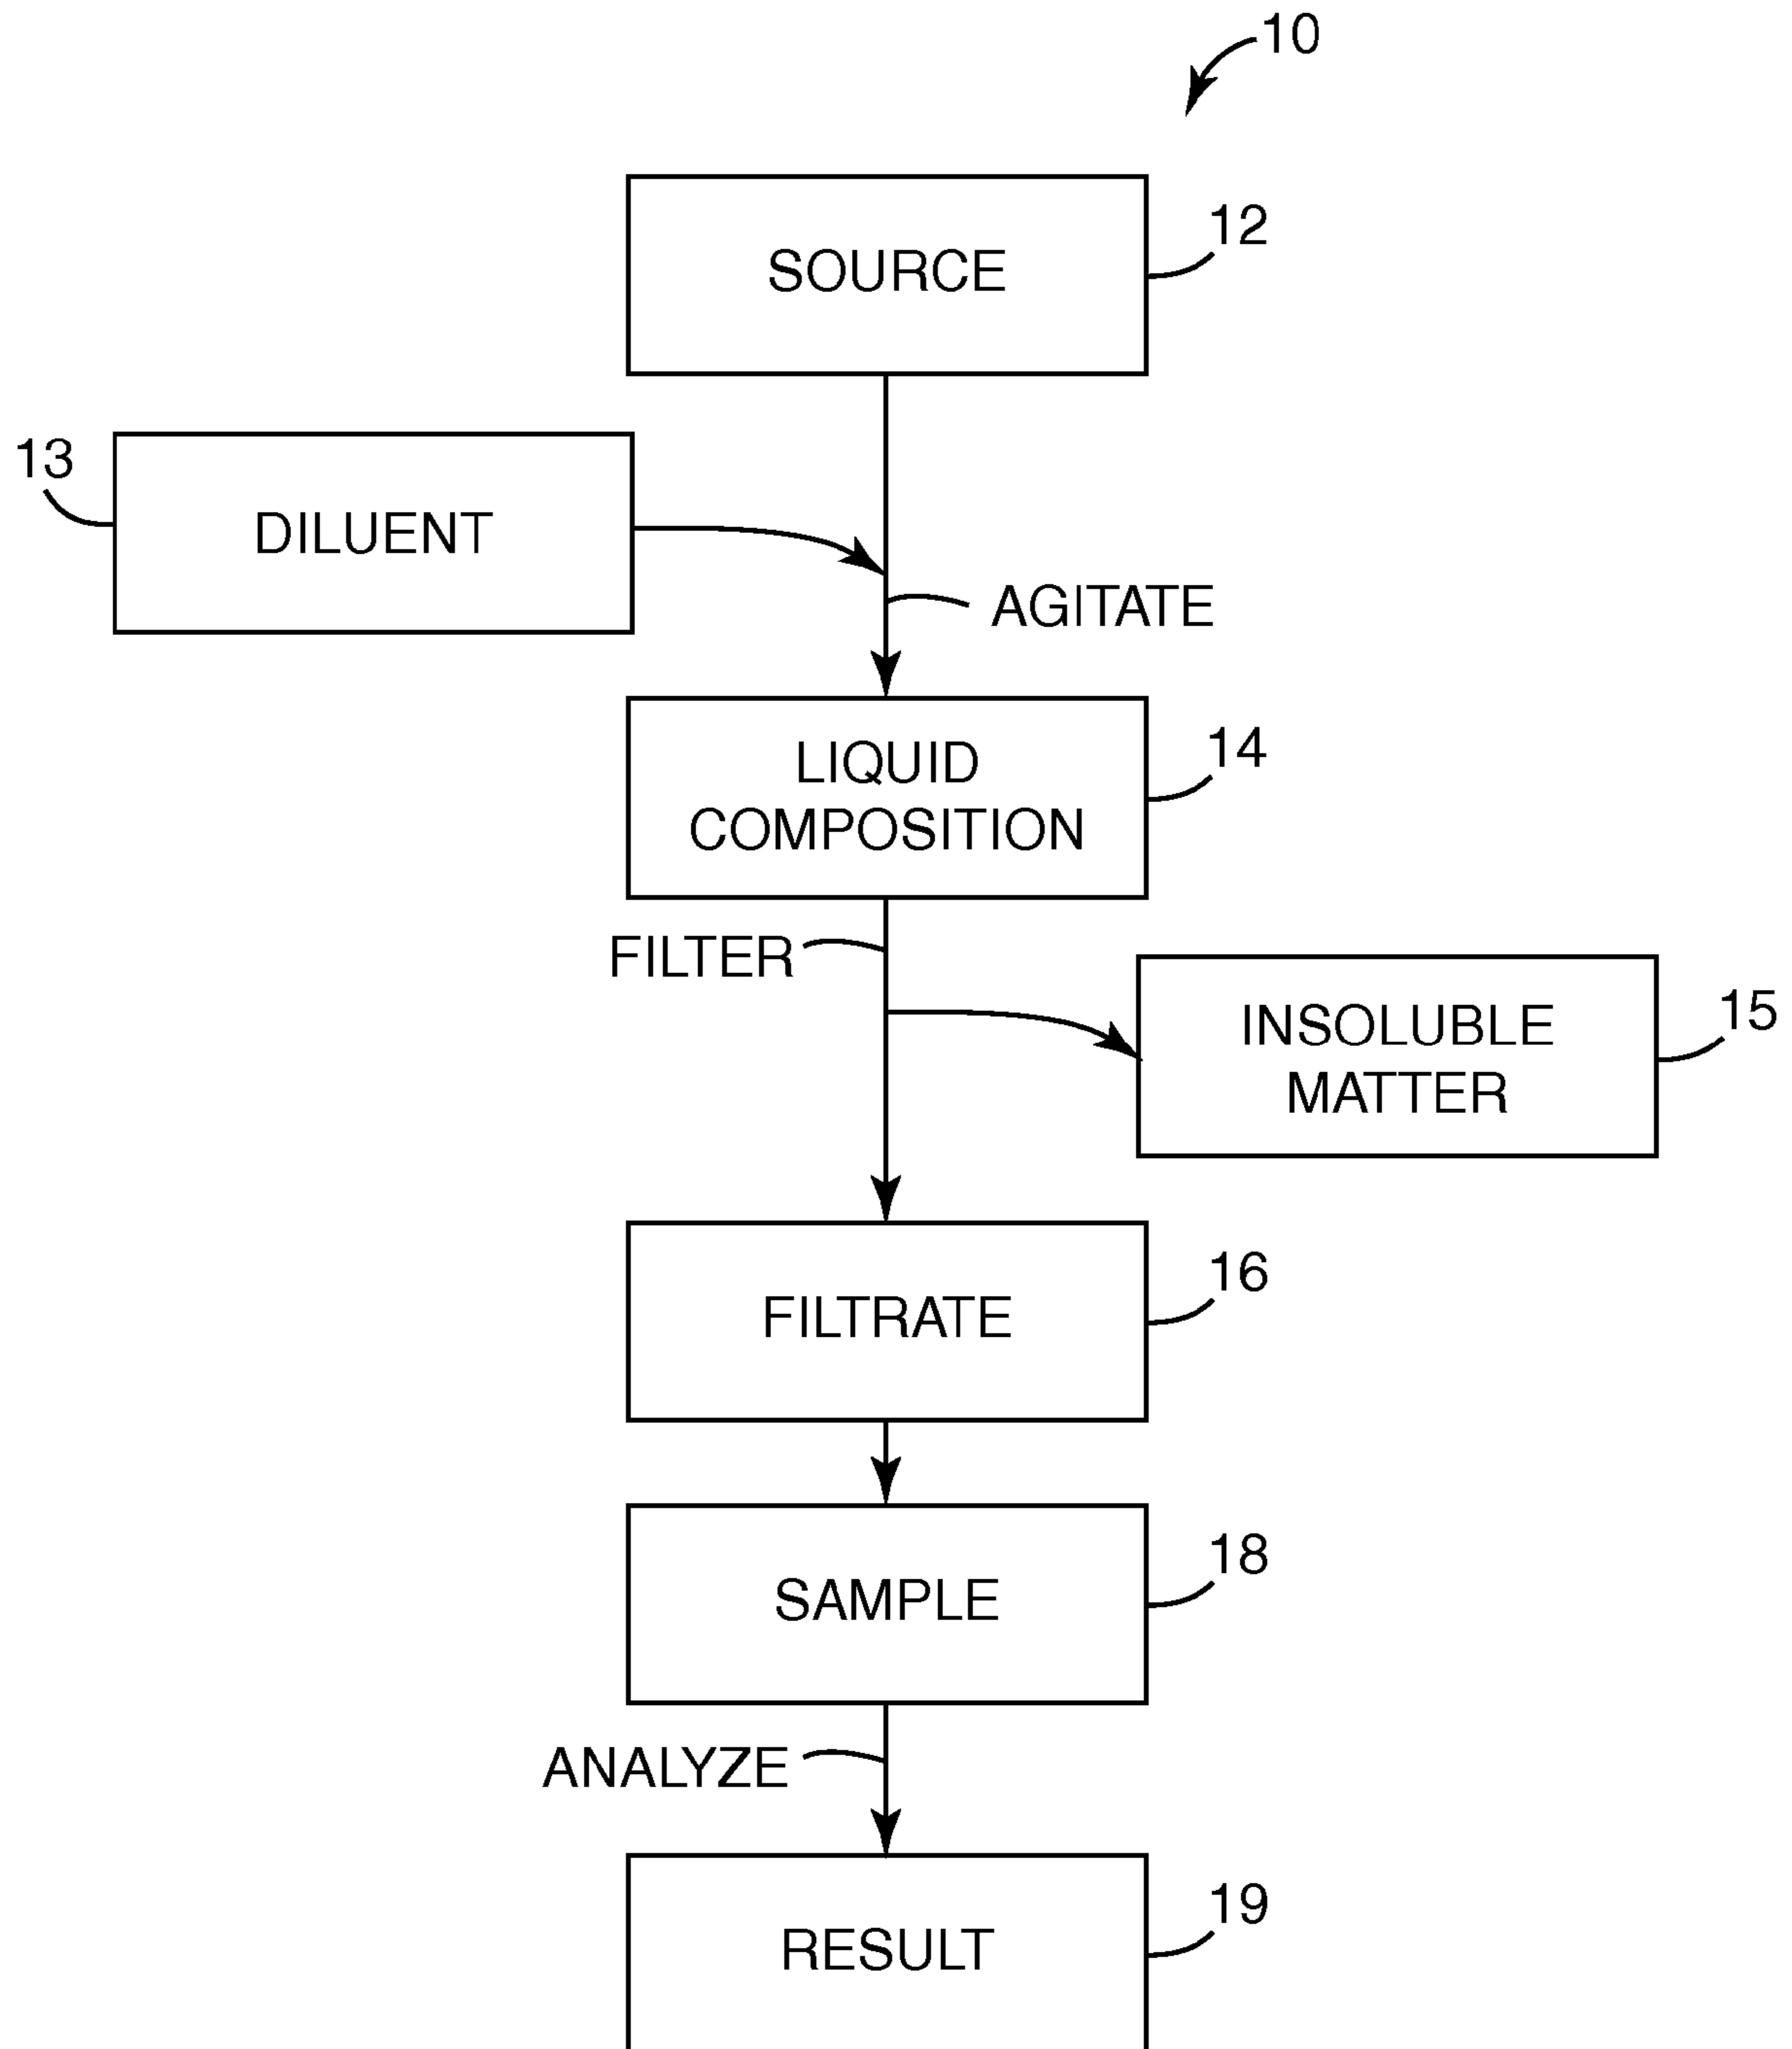 10
SOURCE
12
13
DILUENT
AGITATE
LIQUID
COMPOSITION
14
FILTER
INSOLUBLE
MATTER
15
FILTRATE
16
SAMPLE
18
ANALYZE
RESULT
19